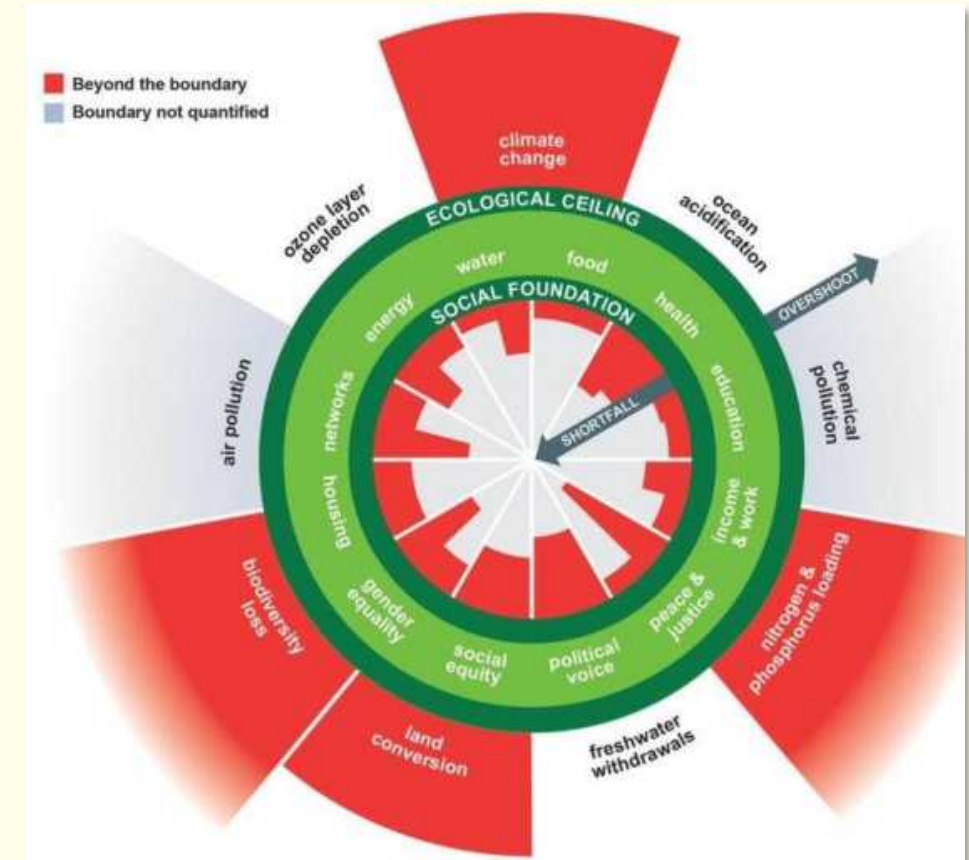 Beyond the boundary
Boundary not quantified
climate
change
ozone layer
depletion
ocean
acidification
ECOLOGICAL CEILING
OVERSHOOT
water
food
energy
health
SOCIAL FOUNDATION
networks
education
SHORTFALL
air pollution
chemical
pollution
housing
income
& work
biodiversity
loss
gender
equality
peace &
justice
nitrogen &
phosphorus loading
social
equity
political
voice
land
conversion
freshwater
withdrawals